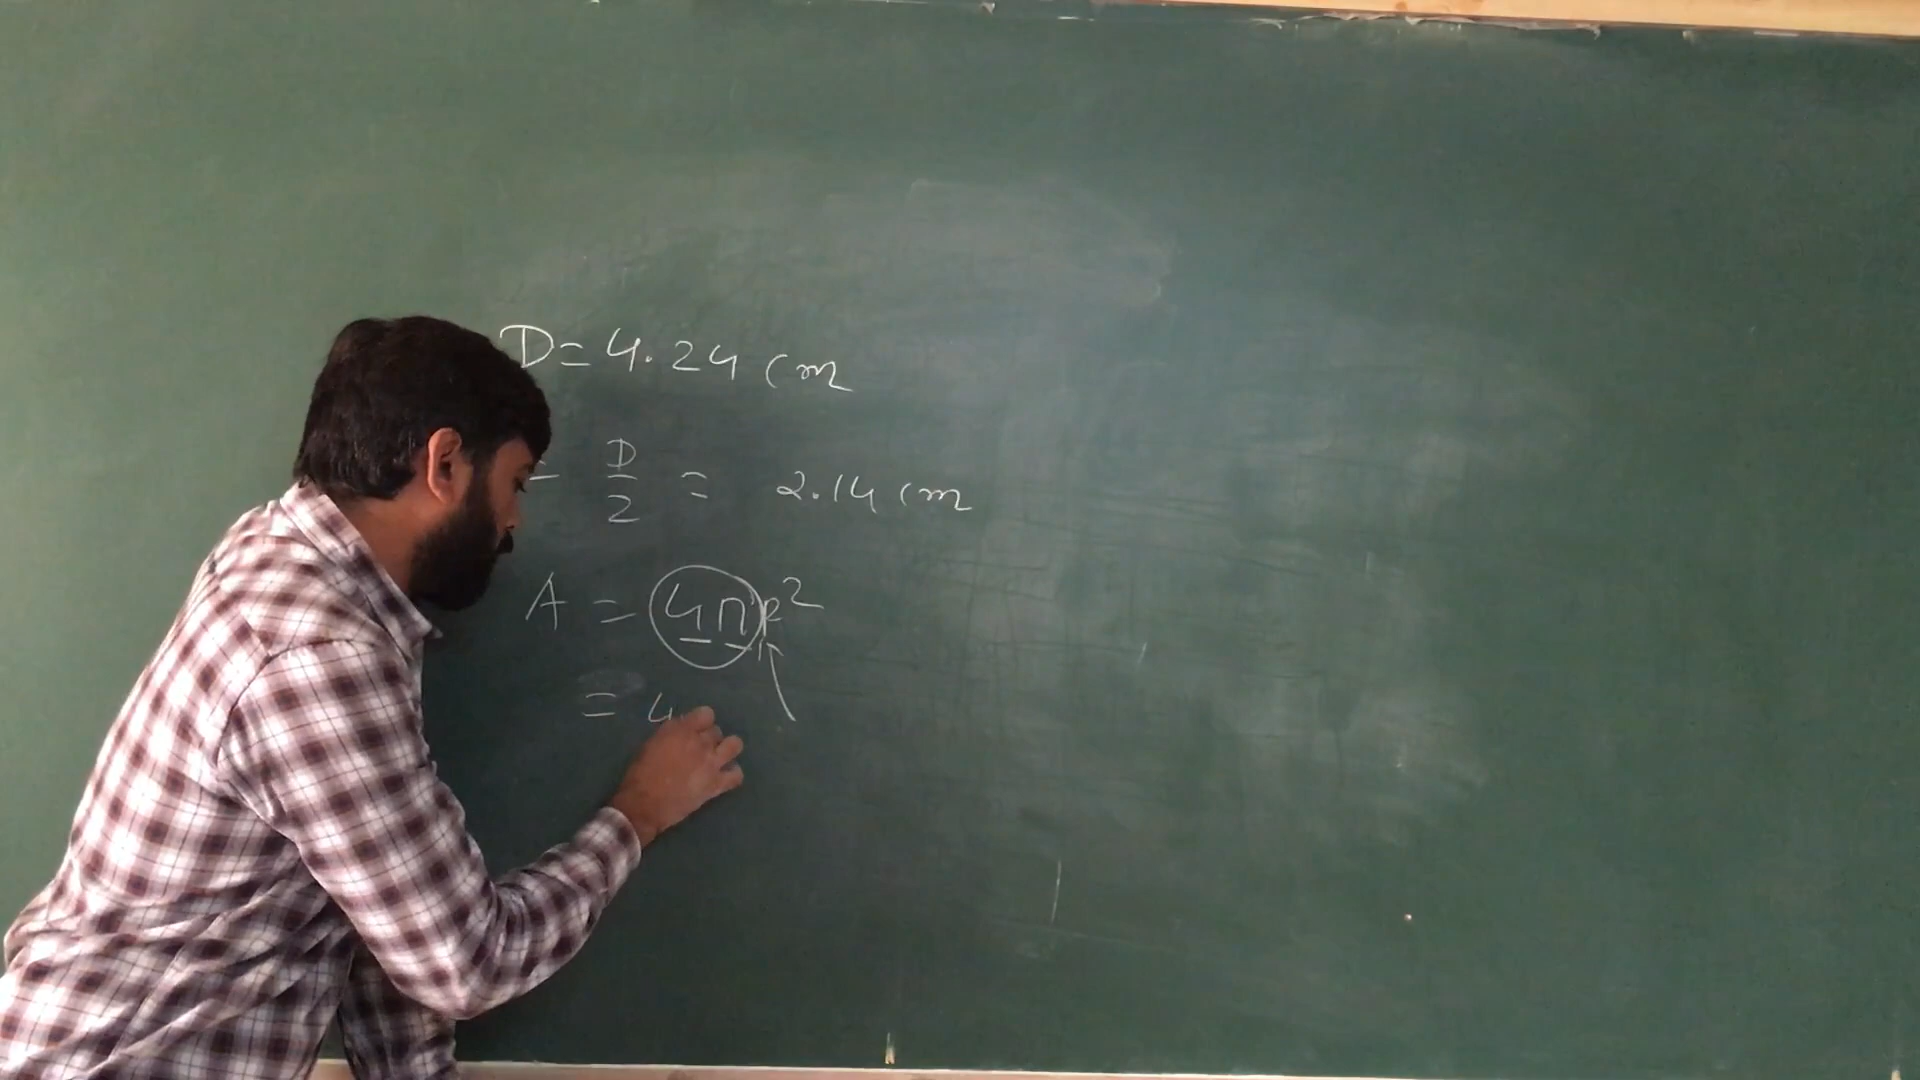 D = 4.24 cm
= D/2 = 2.14 cm
A = 4πR²
= 4